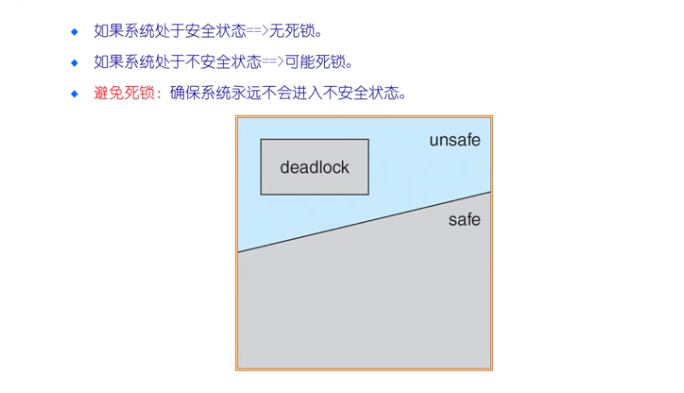 如果系统处于安全状态==>无死锁。
如果系统处于不安全状态==>可能死锁。
避免死锁：确保系统永远不会进入不安全状态。
unsafe
deadlock
safe